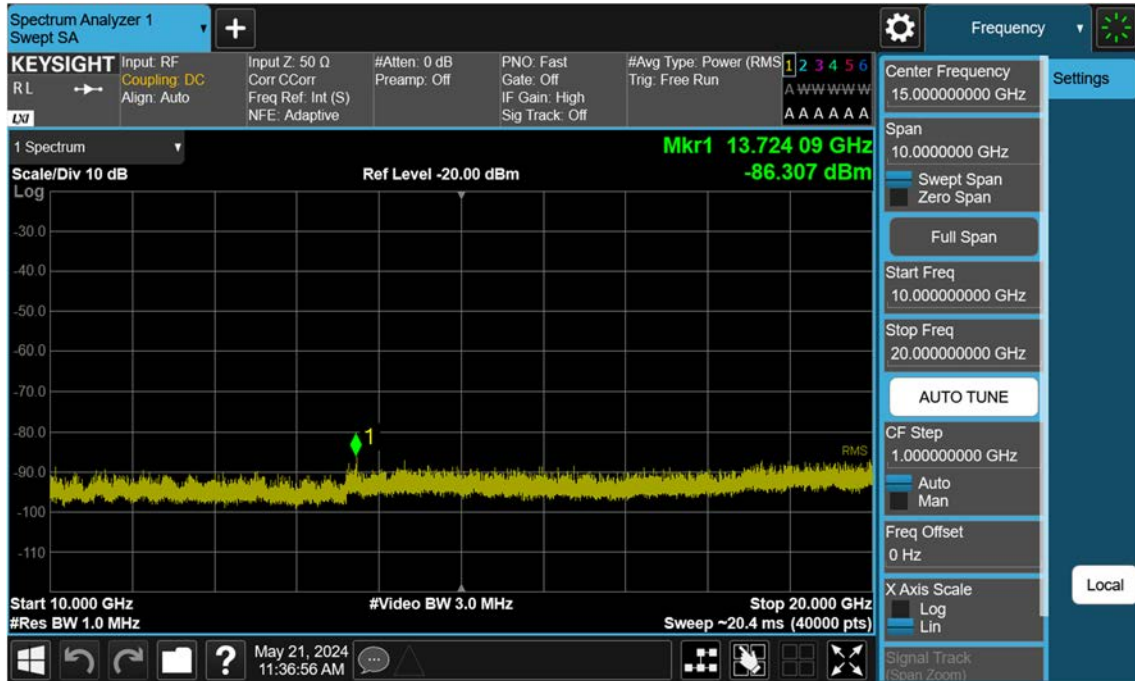 Spectrum Analyzer 1
Swept SA
Frequency
KEYSIGHT
R L
LXI
Input: RF
Coupling: DC
Align: Auto
Input Z: 50 Ω
Corr CCorr
Freq Ref: Int (S)
NFE: Adaptive
#Atten: 0 dB
Preamp: Off
PNO: Fast
Gate: Off
IF Gain: High
Sig Track: Off
#Avg Type: Power (RMS
Trig: Free Run
1 2 3 4 5 6
A W W W W W
A A A A A A
1 Spectrum
Mkr1 13.724 09 GHz
Scale/Div 10 dB
Ref Level -20.00 dBm
-86.307 dBm
Log
-30.0
-40.0
-50.0
-60.0
-70.0
-80.0
1
RMS
-90.0
-100
-110
Start 10.000 GHz
#Video BW 3.0 MHz
Stop 20.000 GHz
#Res BW 1.0 MHz
Sweep ~20.4 ms (40000 pts)
?
May 21, 2024
11:36:56 AM
Center Frequency
15.000000000 GHz
Settings
Span
10.0000000 GHz
Swept Span
Zero Span
Full Span
Start Freq
10.000000000 GHz
Stop Freq
20.000000000 GHz
AUTO TUNE
CF Step
1.000000000 GHz
Auto
Man
Freq Offset
0 Hz
X Axis Scale
Log
Lin
Local
Signal Track
(Span Zoom)